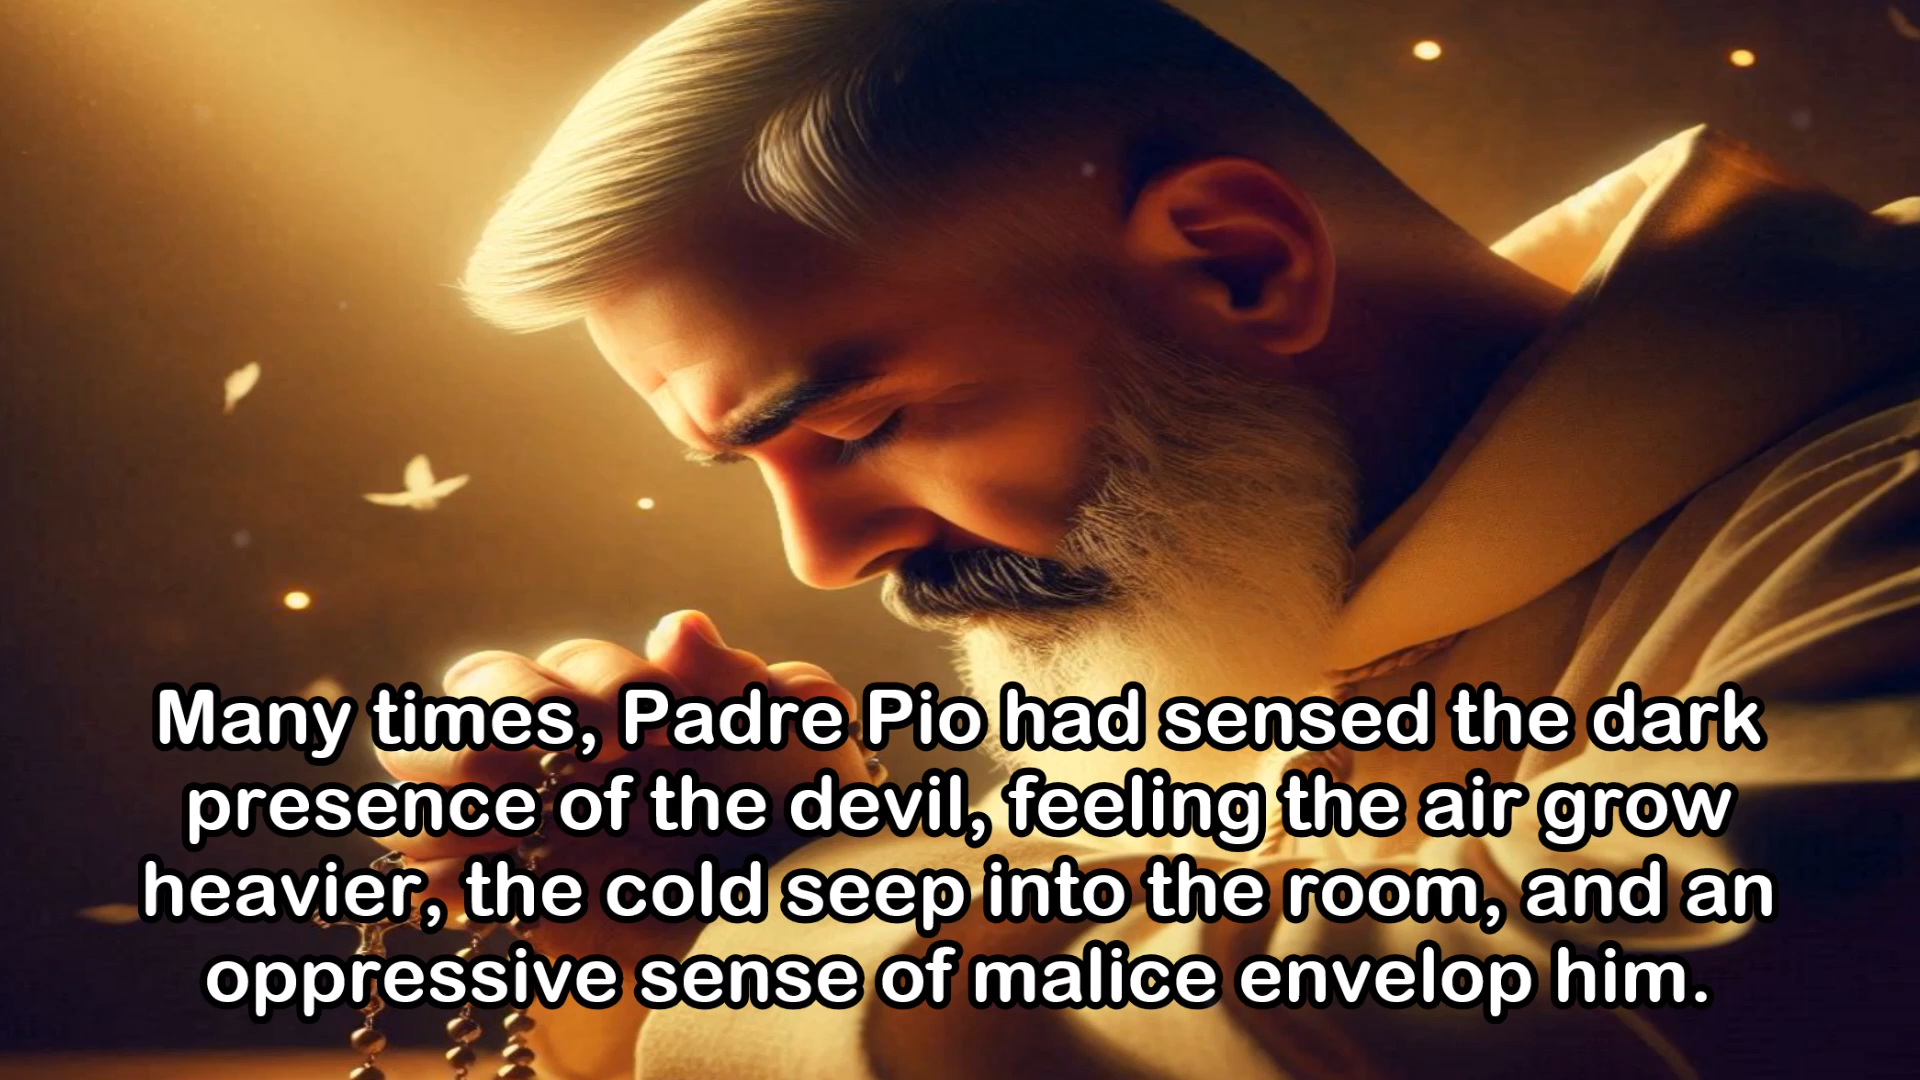 Many times, Padre Pio had sensed the dark
presence of the devil, feeling the air grow
heavier, the cold seep into the room, and an
oppressive sense of malice envelop him.